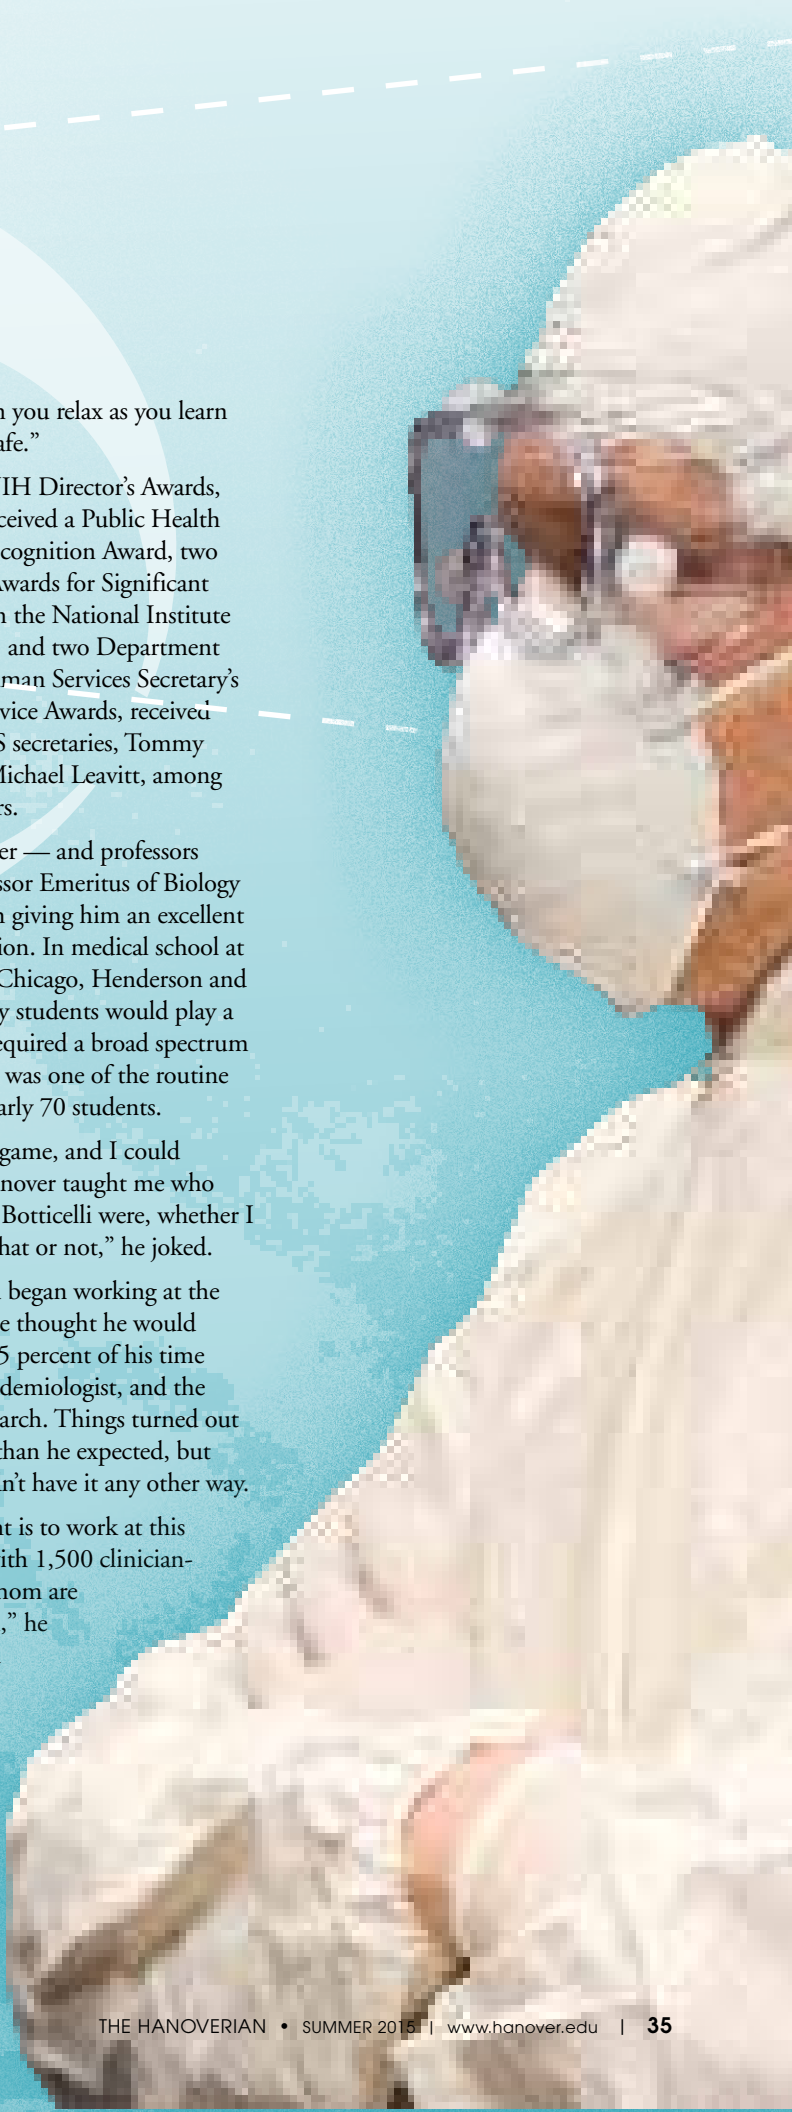 you relax as you learn
afe.”
IH Director’s Awards,
ceived a Public Health
cognition Award, two
Awards for Significant
the National Institute
and two Department
man Services Secretary’s
vice Awards, received
S secretaries, Tommy
Michael Leavitt, among
rs.
er — and professors
ssor Emeritus of Biology
giving him an excellent
ion. In medical school at
Chicago, Henderson and
y students would play a
equired a broad spectrum
was one of the routine
arly 70 students.
game, and I could
nover taught me who
Botticelli were, whether I
hat or not,” he joked.
began working at the
e thought he would
5 percent of his time
demiologist, and the
arch. Things turned out
than he expected, but
n’t have it any other way.
t is to work at this
ith 1,500 clinician-
hom are
,” he
THE HANOVERIAN • SUMMER 2015 | www.hanover.edu | 35